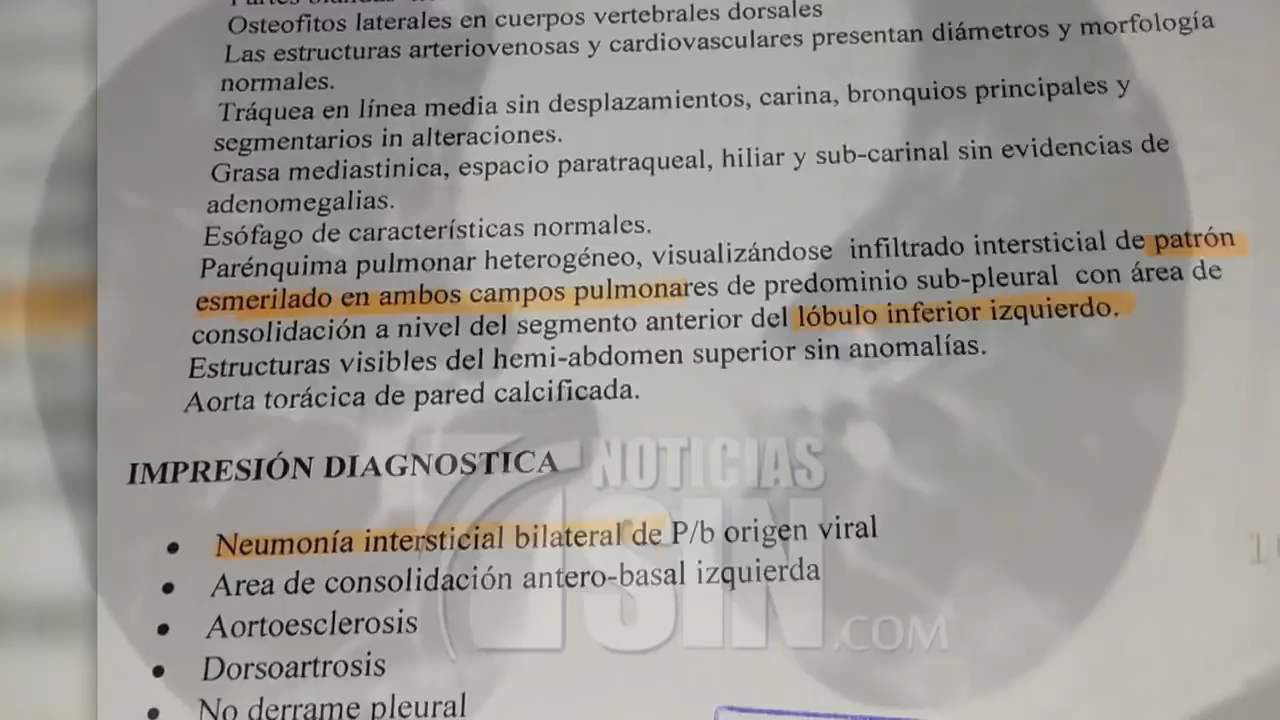 Osteofitos laterales en cuerpos vertebrales dorsales
Las estructuras arteriovenosas y cardiovasculares presentan diámetros y morfología
normales.
Tráquea en línea media sin desplazamientos, carina, bronquios principales y
segmentarios in alteraciones.
Grasa mediastinica, espacio paratraqueal, hiliar y sub-carinal sin evidencias de
adenomegalias.
Esófago de características normales.
Parénquima pulmonar heterogéneo, visualizándose infiltrado intersticial de patrón
esmerilado en ambos campos pulmonares de predominio sub-pleural con área de
consolidación a nivel del segmento anterior del lóbulo inferior izquierdo.
Estructuras visibles del hemi-abdomen superior sin anomalías.
Aorta torácica de pared calcificada.
IMPRESIÓN DIAGNOSTICA
NOTICIAS
SIN
.COM
• Neumonía intersticial bilateral de P/b origen viral
• Area de consolidación antero-basal izquierda
• Aortoesclerosis
• Dorsoartrosis
• No derrame pleural